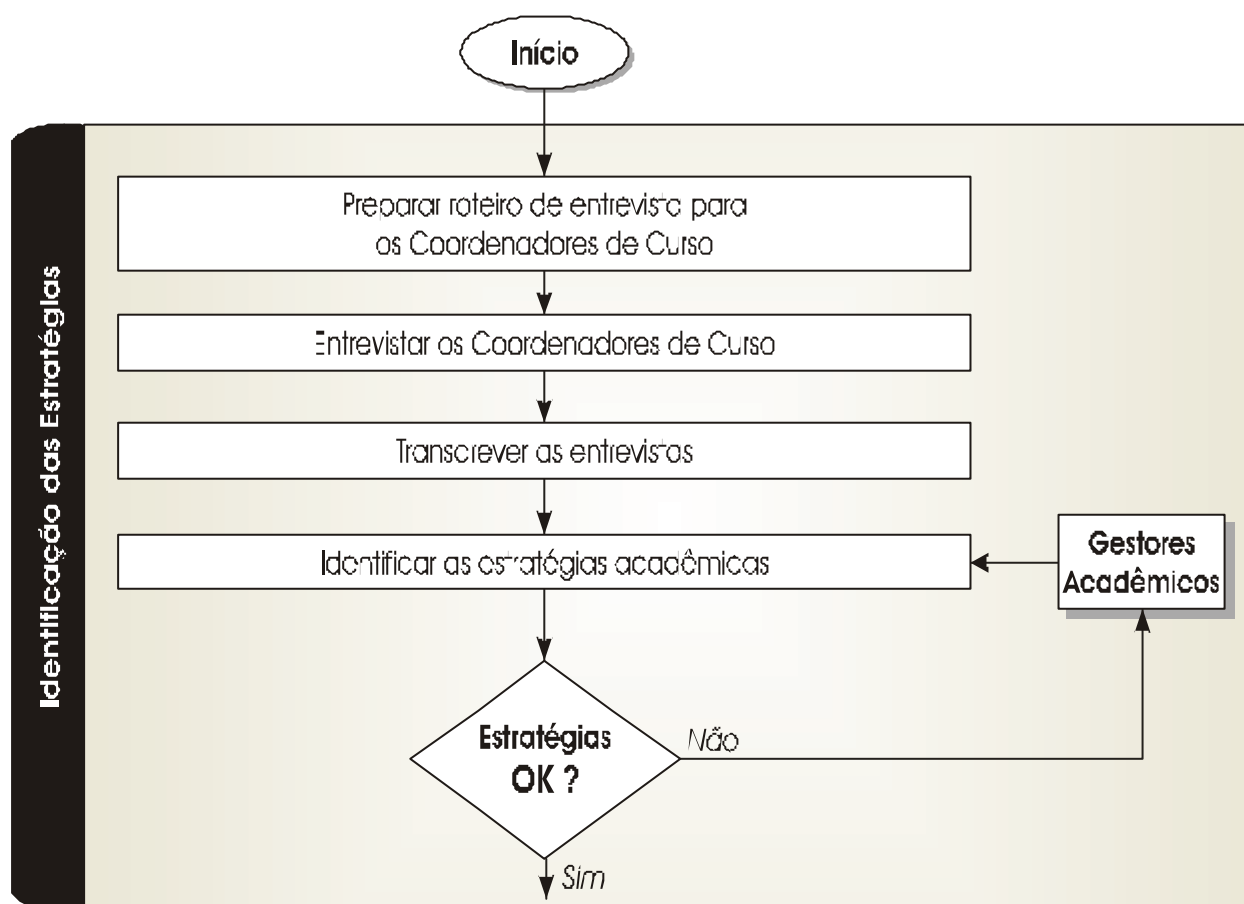 Início
Identificação das Estratégias
Preparar roteiro de entrevista para
os Coordenadores de Curso
Entrevistar os Coordenadores de Curso
Transcrever as entrevistas
Identificar as estratégias acadêmicas
Gestores
Acadêmicos
Estratégias
OK ?
Não
Sim